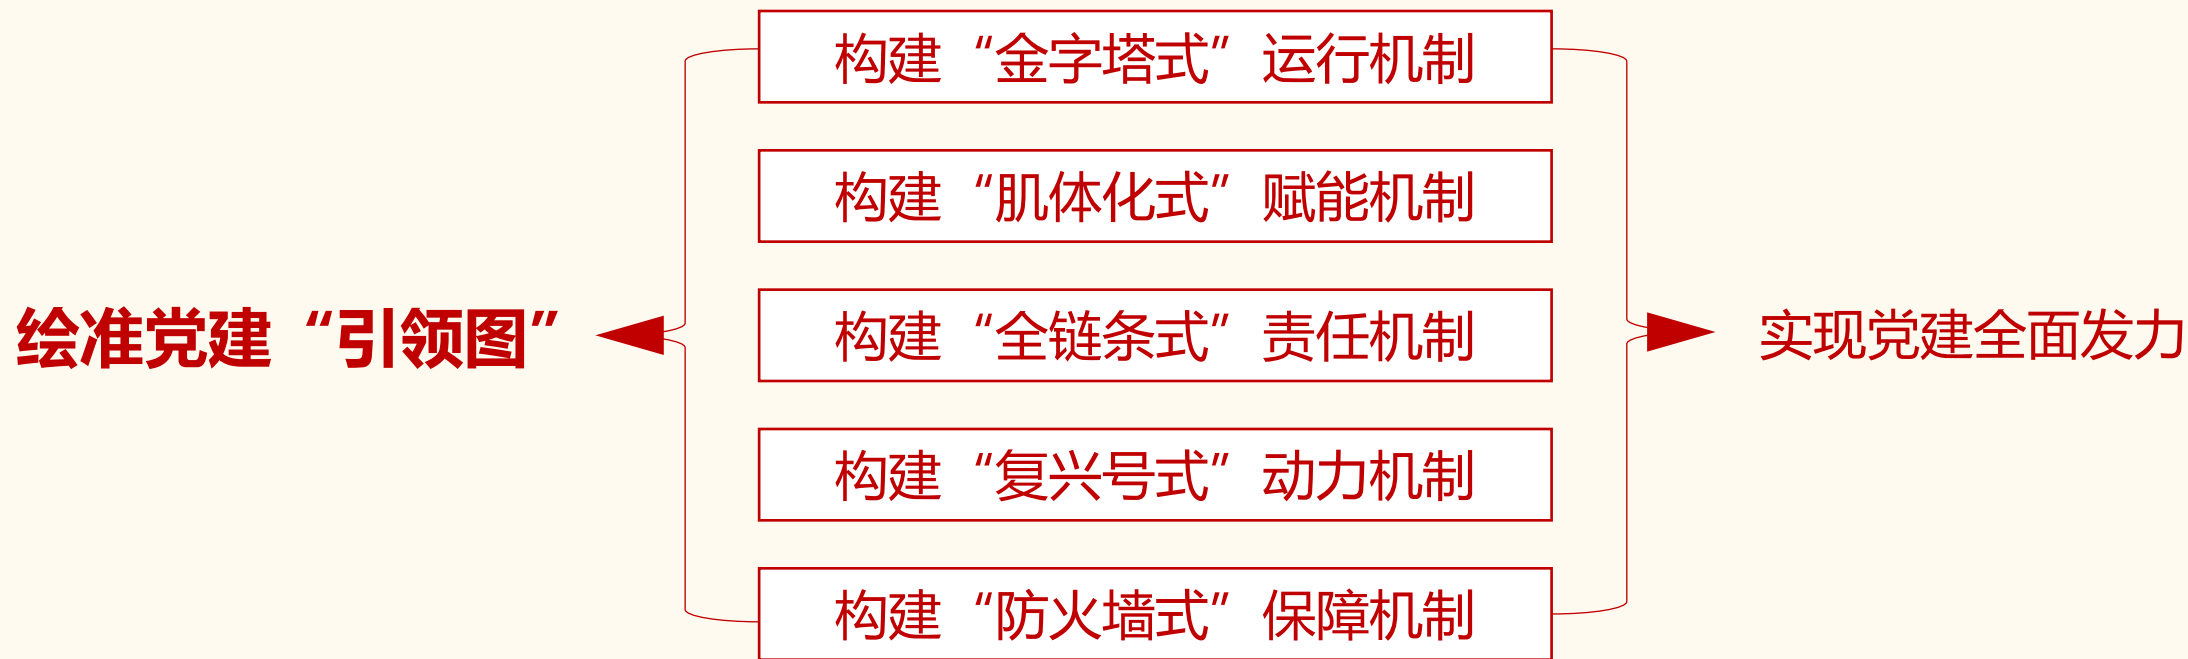 绘准党建“引领图”
构建“金字塔式”运行机制
构建“肌体化式”赋能机制
构建“全链条式”责任机制
构建“复兴号式”动力机制
构建“防火墙式”保障机制
实现党建全面发力